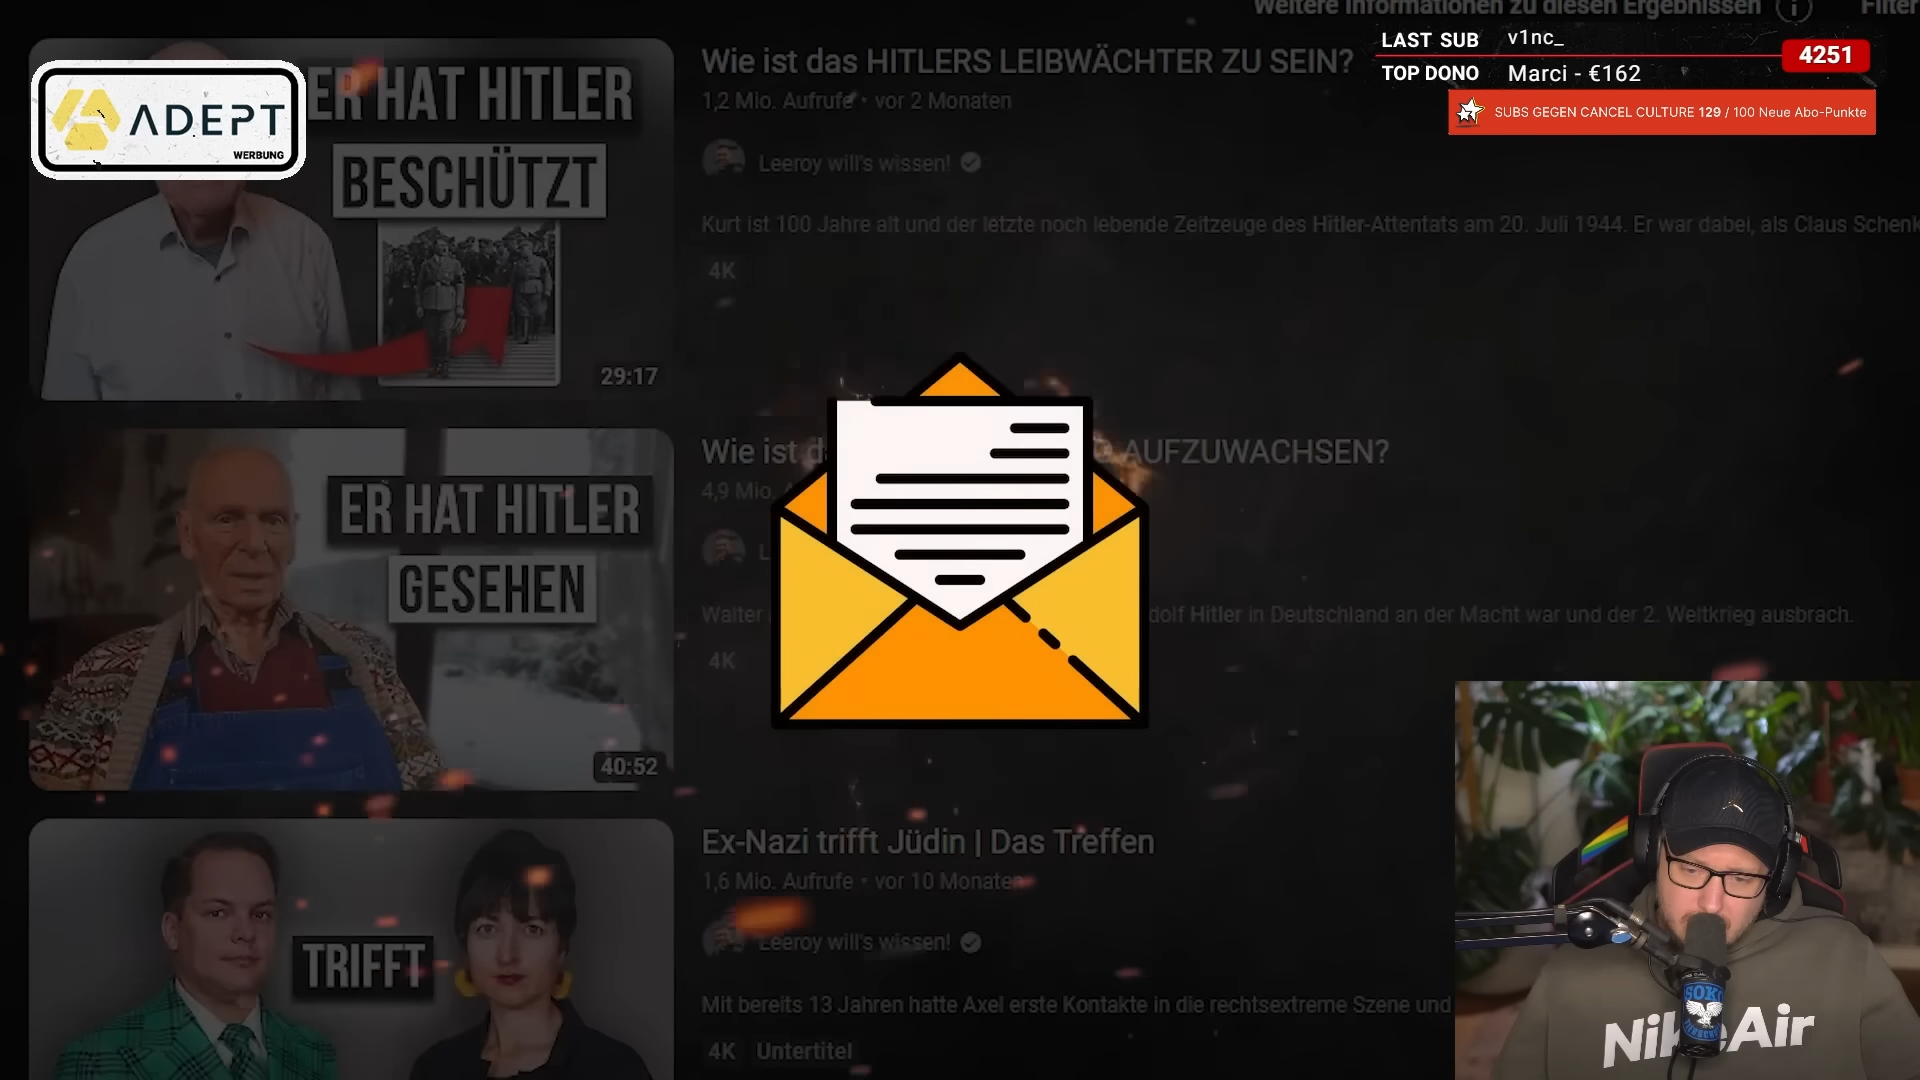 Weitere Informationen zu diesen Ergebnissen
Filter
LAST SUB v1nc_
TOP DONO Marci - €162
4251
SUBS GEGEN CANCEL CULTURE 129 / 100 Neue Abo-Punkte
ADEPT
WERBUNG
ER HAT HITLER
BESCHÜTZT
29:17
Wie ist das HITLERS LEIBWÄCHTER ZU SEIN?
1,2 Mio. Aufrufe • vor 2 Monaten
Leeroy will's wissen!
Kurt ist 100 Jahre alt und der letzte noch lebende Zeitzeuge des Hitler-Attentats am 20. Juli 1944. Er war dabei, als Claus Schenk
4K
ER HAT HITLER
GESEHEN
40:52
Wie ist d
AUFZUWACHSEN?
4,9 Mio.
L
Walter
dolf Hitler in Deutschland an der Macht war und der 2. Weltkrieg ausbrach.
4K
TRIFFT
Ex-Nazi trifft Jüdin | Das Treffen
1,6 Mio. Aufrufe • vor 10 Monaten
Leeroy will's wissen!
Mit bereits 13 Jahren hatte Axel erste Kontakte in die rechtsextreme Szene und
4K Untertitel
SOKO
Nike Air